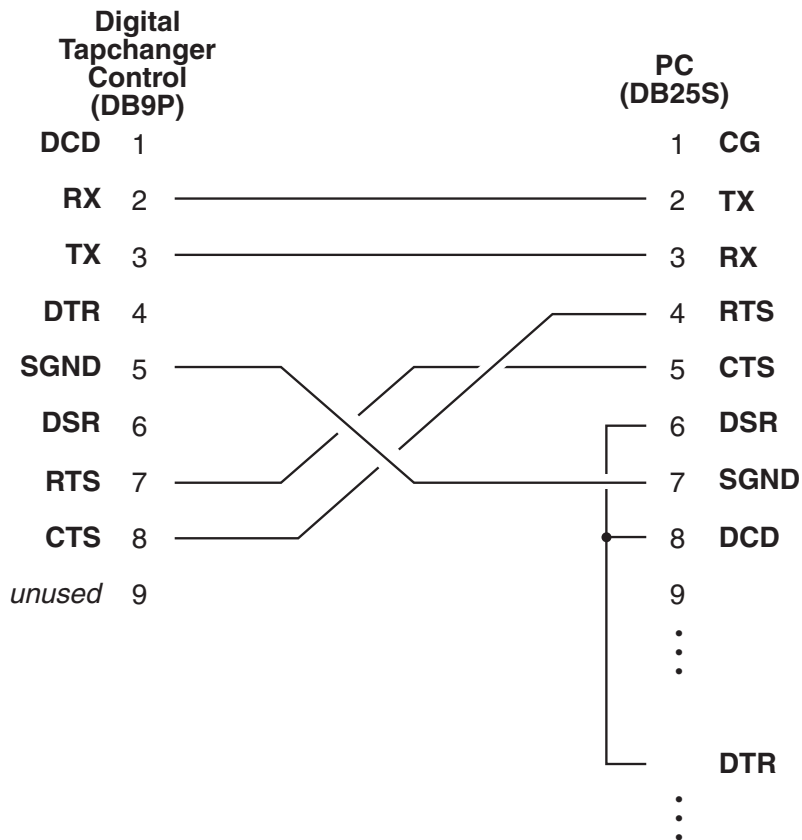 Digital
Tapchanger
Control
(DB9P)
PC
(DB25S)
DCD 1 1 CG
RX 2 2 TX
TX 3 3 RX
DTR 4 4 RTS
SGND 5 5 CTS
DSR 6 6 DSR
RTS 7 7 SGND
CTS 8 8 DCD
unused 9 9
DTR